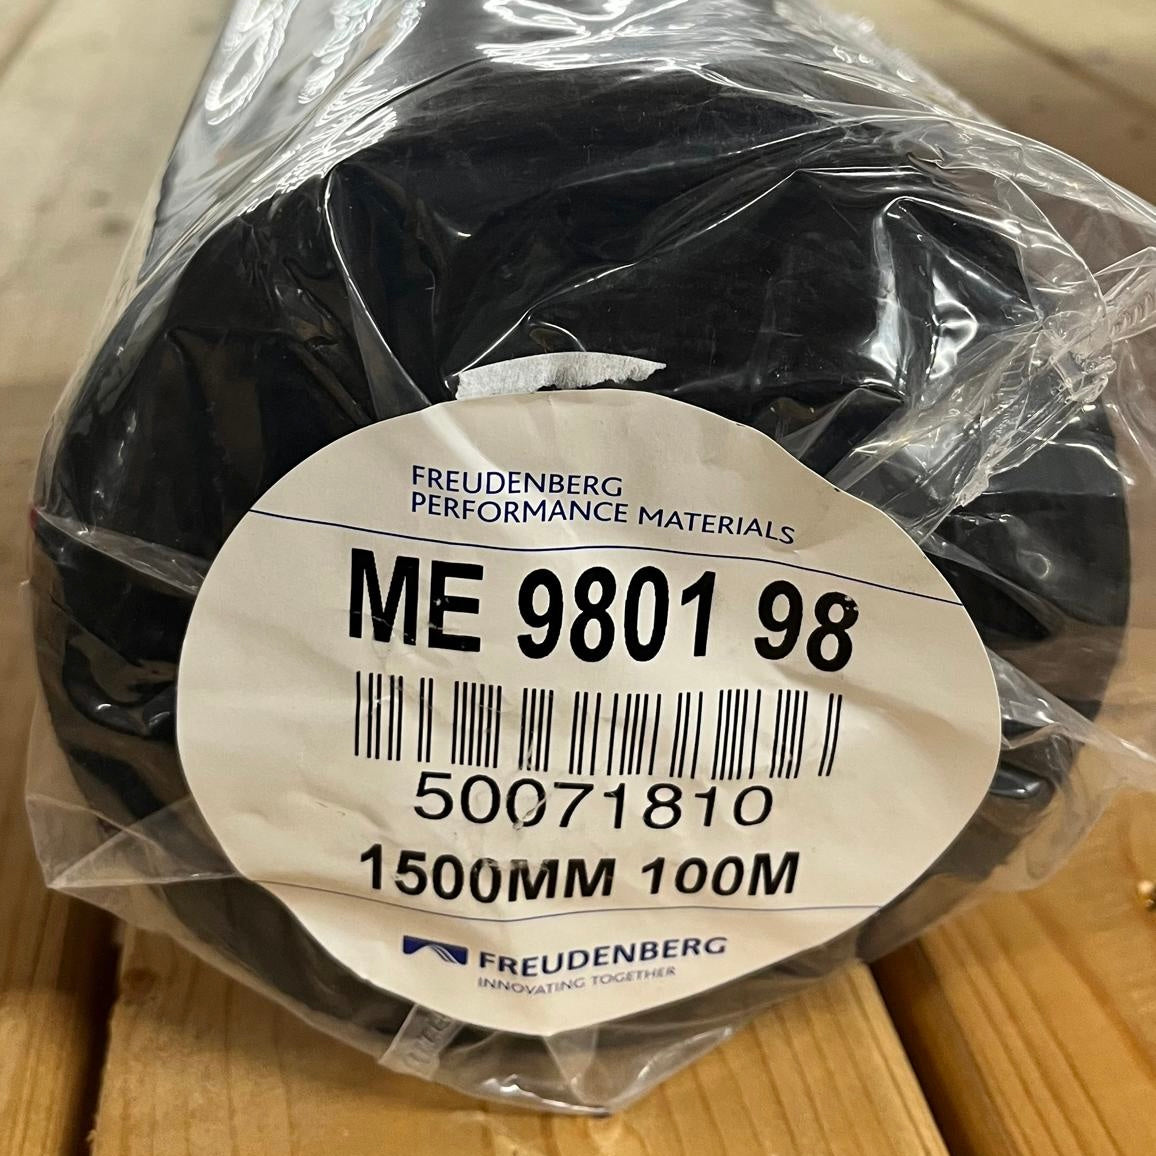 FREUDENBERG
PERFORMANCE MATERIALS
ME 9801 98
50071810
1500MM 100M
FREUDENBERG
INNOVATING TOGETHER